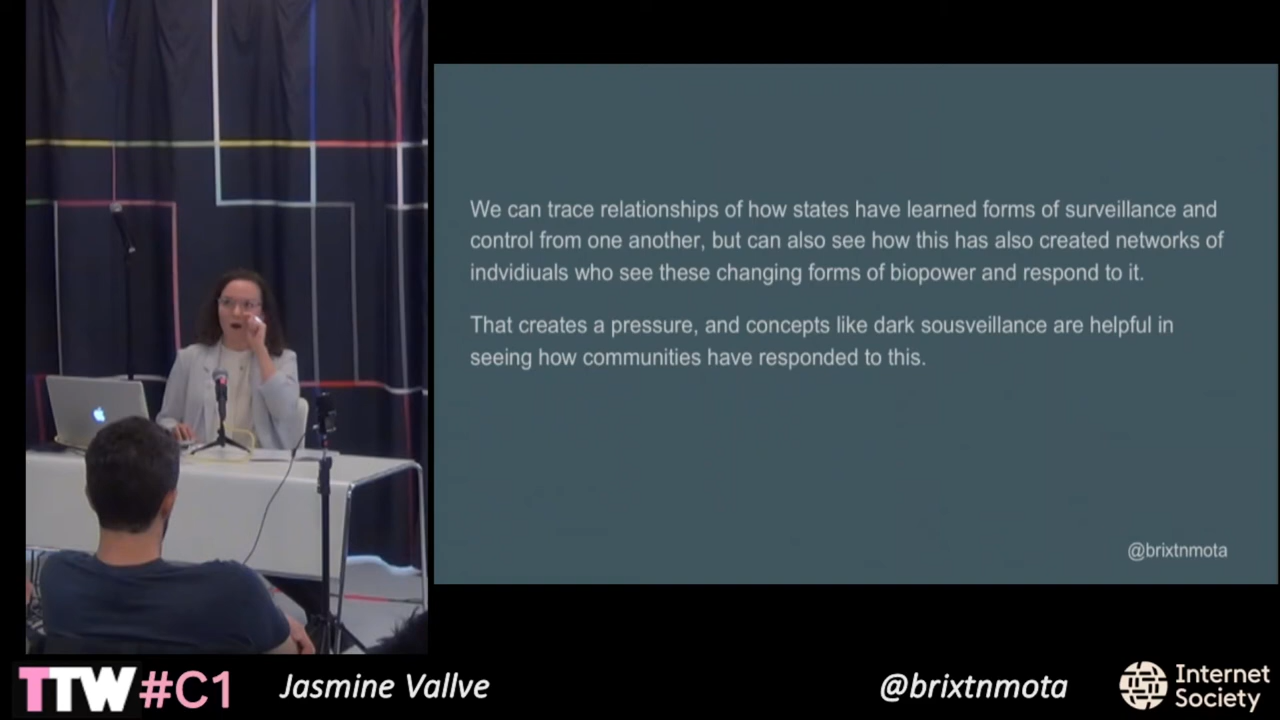 We can trace relationships of how states have learned forms of surveillance and
control from one another, but can also see how this has also created networks of
indvidiuals who see these changing forms of biopower and respond to it.
That creates a pressure, and concepts like dark sousveillance are helpful in
seeing how communities have responded to this.
@brixtnmota
TTW#C1
Jasmine Vallve
@brixtnmota
Internet
Society